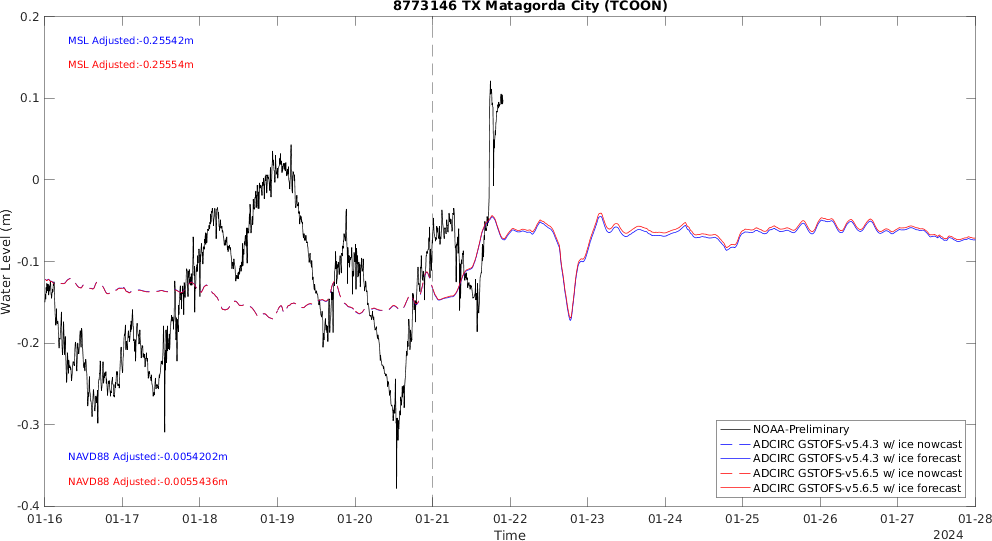 8773146 TX Matagorda City (TCOON)
MSL Adjusted:-0.25542m
MSL Adjusted:-0.25554m
Water Level (m)
0.2
0.1
0
-0.1
-0.2
-0.3
-0.4
NAVD88 Adjusted:-0.0054202m
NAVD88 Adjusted:-0.0055436m
NOAA-Preliminary
ADCIRC GSTOFS-v5.4.3 w/ ice nowcast
ADCIRC GSTOFS-v5.4.3 w/ ice forecast
ADCIRC GSTOFS-v5.6.5 w/ ice nowcast
ADCIRC GSTOFS-v5.6.5 w/ ice forecast
01-16 01-17 01-18 01-19 01-20 01-21 01-22 01-23 01-24 01-25 01-26 01-27 01-28
Time
2024